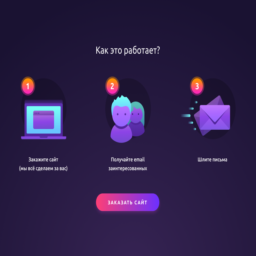 Как это работает?
1
2
3
Закажите сайт
(мы всё сделаем за вас)
Получайте email
заинтересованных
Шлите письма
ЗАКАЗАТЬ САЙТ